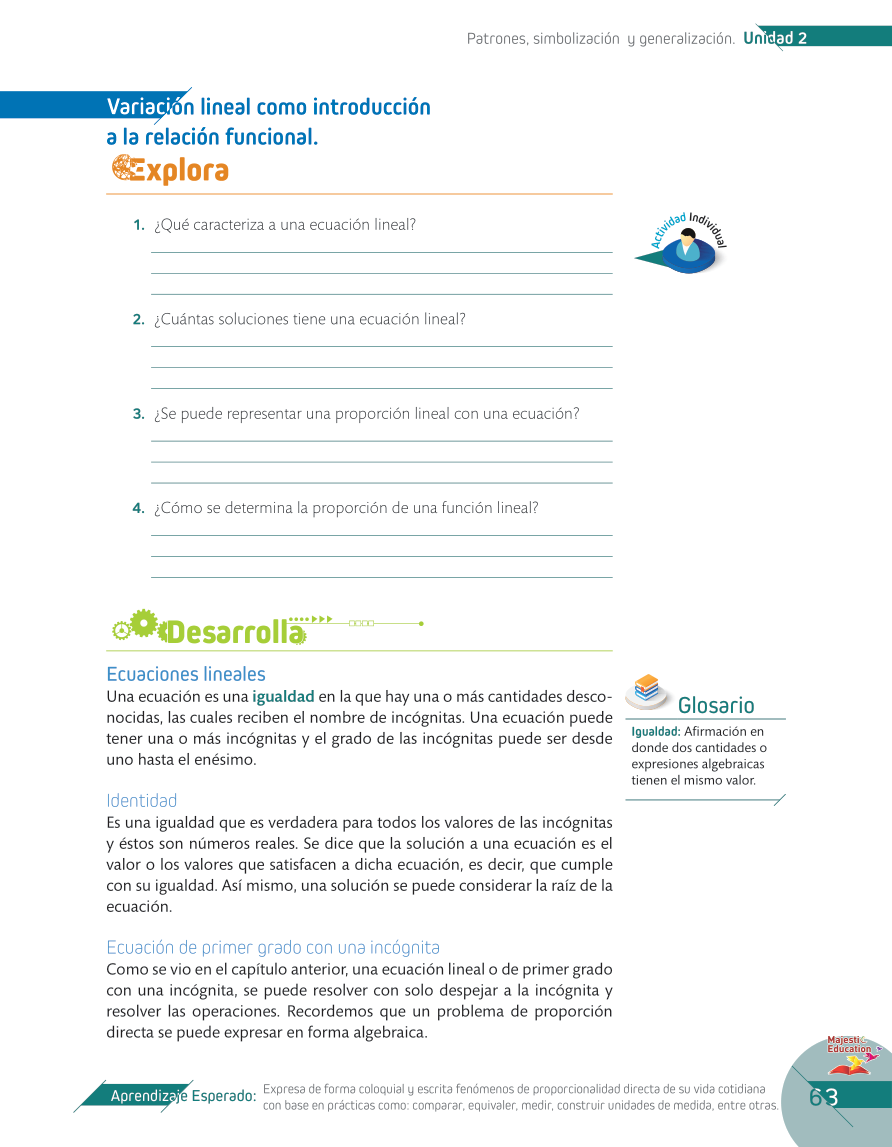 Patrones, simbolización y generalización. Unidad 2
Variación lineal como introducción
a la relación funcional.
Explora
1. ¿Qué caracteriza a una ecuación lineal?
Actividad Individual
2. ¿Cuántas soluciones tiene una ecuación lineal?
3. ¿Se puede representar una proporción lineal con una ecuación?
4. ¿Cómo se determina la proporción de una función lineal?
Desarrolla
Ecuaciones lineales
Una ecuación es una igualdad en la que hay una o más cantidades desco-
nocidas, las cuales reciben el nombre de incógnitas. Una ecuación puede
tener una o más incógnitas y el grado de las incógnitas puede ser desde
uno hasta el enésimo.
Glosario
Igualdad: Afirmación en
donde dos cantidades o
expresiones algebraicas
tienen el mismo valor.
Identidad
Es una igualdad que es verdadera para todos los valores de las incógnitas
y éstos son números reales. Se dice que la solución a una ecuación es el
valor o los valores que satisfacen a dicha ecuación, es decir, que cumple
con su igualdad. Así mismo, una solución se puede considerar la raíz de la
ecuación.
Ecuación de primer grado con una incógnita
Como se vio en el capítulo anterior, una ecuación lineal o de primer grado
con una incógnita, se puede resolver con solo despejar a la incógnita y
resolver las operaciones. Recordemos que un problema de proporción
directa se puede expresar en forma algebraica.
Majestic
Education
Aprendizaje Esperado: Expresa de forma coloquial y escrita fenómenos de proporcionalidad directa de su vida cotidiana
con base en prácticas como: comparar, equivaler, medir, construir unidades de medida, entre otras.
63